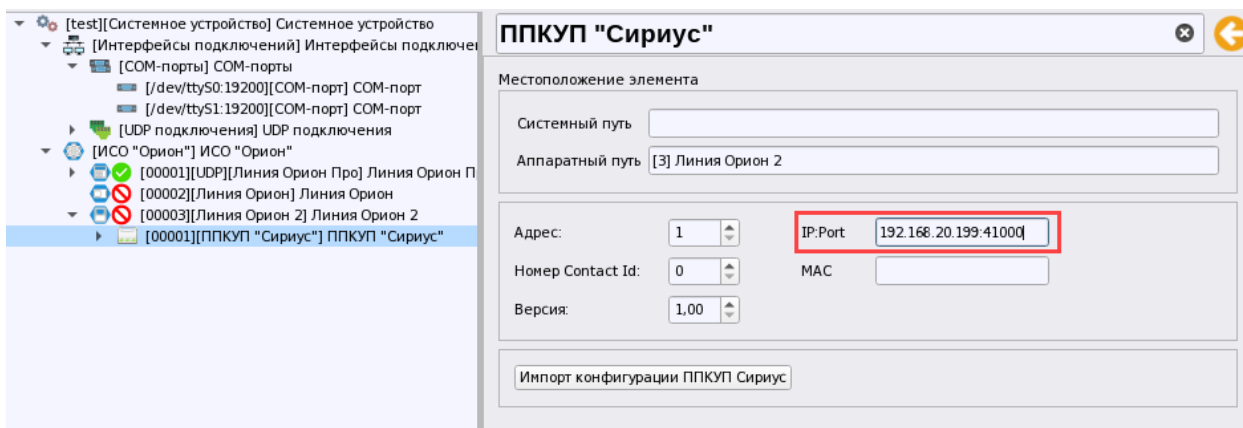 [test][Системное устройство] Системное устройство
[Интерфейсы подключений] Интерфейсы подключе
[COM-порты] COM-порты
[/dev/ttyS0:19200][COM-порт] COM-порт
[/dev/ttyS1:19200][COM-порт] COM-порт
[UDP подключения] UDP подключения
[ИСО "Орион"] ИСО "Орион"
[00001][UDP][Линия Орион Про] Линия Орион П
[00002][Линия Орион] Линия Орион
[00003][Линия Орион 2] Линия Орион 2
[00001][ППКУП "Сириус"] ППКУП "Сириус"
ППКУП "Сириус"
Местоположение элемента
Системный путь
Аппаратный путь [3] Линия Орион 2
Адрес: 1 IP:Port 192.168.20.199:41000
Номер Contact Id: 0 MAC
Версия: 1,00
Импорт конфигурации ППКУП Сириус